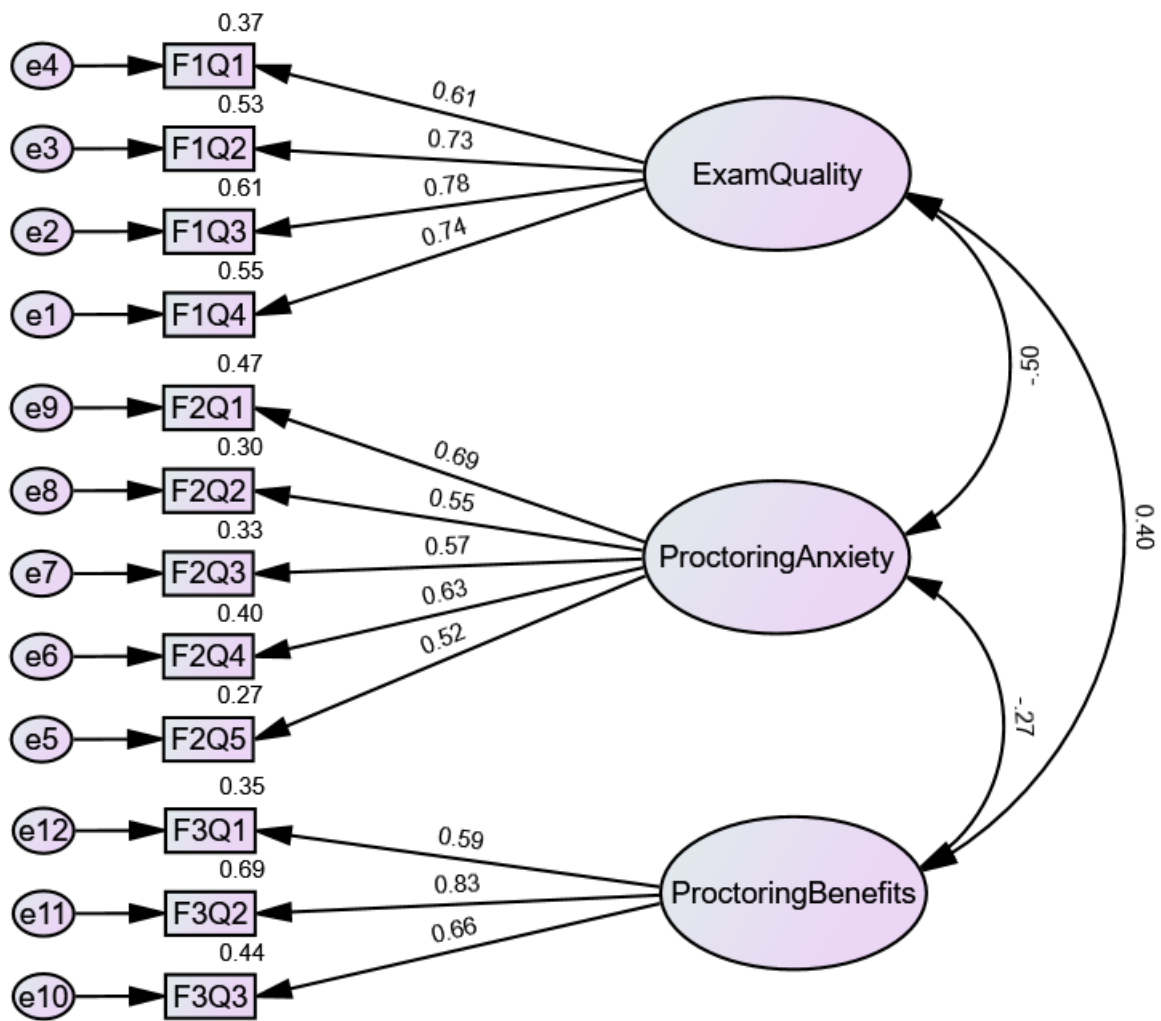 0.37
e4 F1Q1
0.61
0.53
e3 F1Q2
0.73
0.61
e2 F1Q3
0.78
0.55
e1 F1Q4
0.74
ExamQuality
0.47
e9 F2Q1
0.69
0.30
e8 F2Q2
0.55
0.33
e7 F2Q3
0.57
0.40
e6 F2Q4
0.63
0.27
e5 F2Q5
0.52
ProctoringAnxiety
0.35
e12 F3Q1
0.59
0.69
e11 F3Q2
0.83
0.44
e10 F3Q3
0.66
ProctoringBenefits
-.50
0.40
-.27